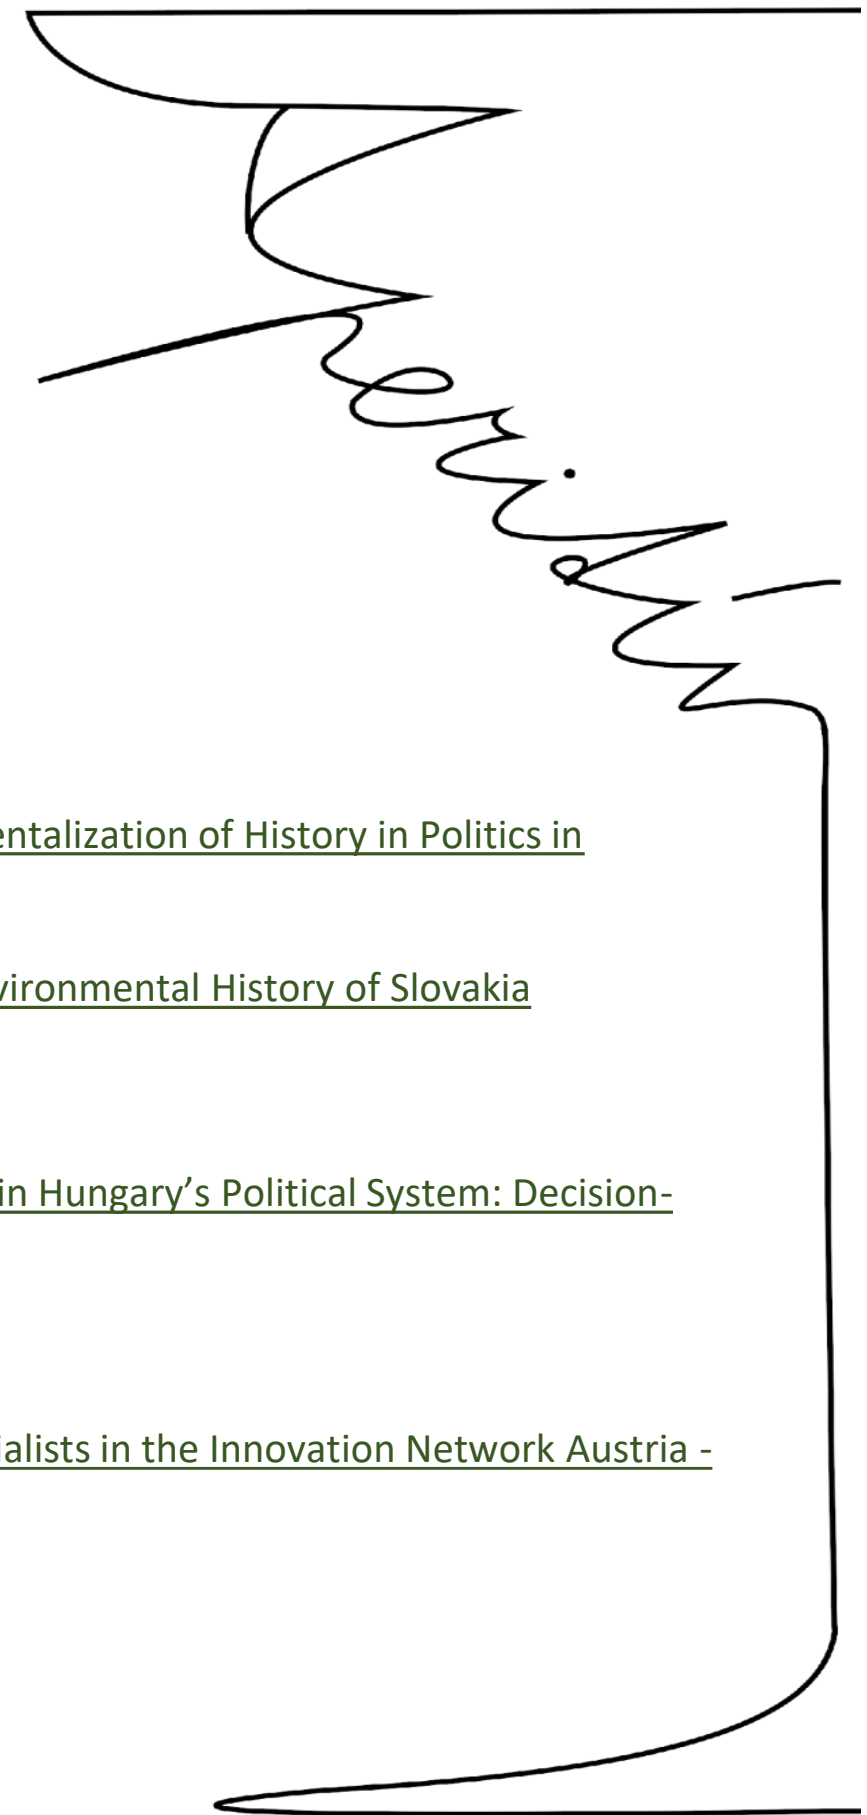 entalization of History in Politics in
vironmental History of Slovakia
in Hungary’s Political System: Decision-
ialists in the Innovation Network Austria -